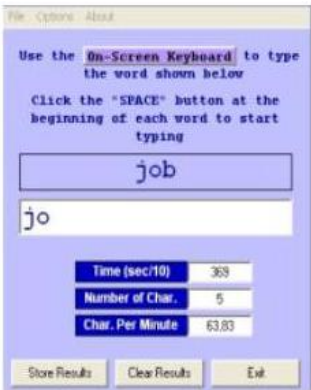 File Options About
Use the On-Screen Keyboard to type
the word shown below
Click the "SPACE" button at the
beginning of each word to start
typing
job
jo
Time (sec/10) 369
Number of Char. 5
Char. Per Minute 63,83
Store Results Clear Results Exit